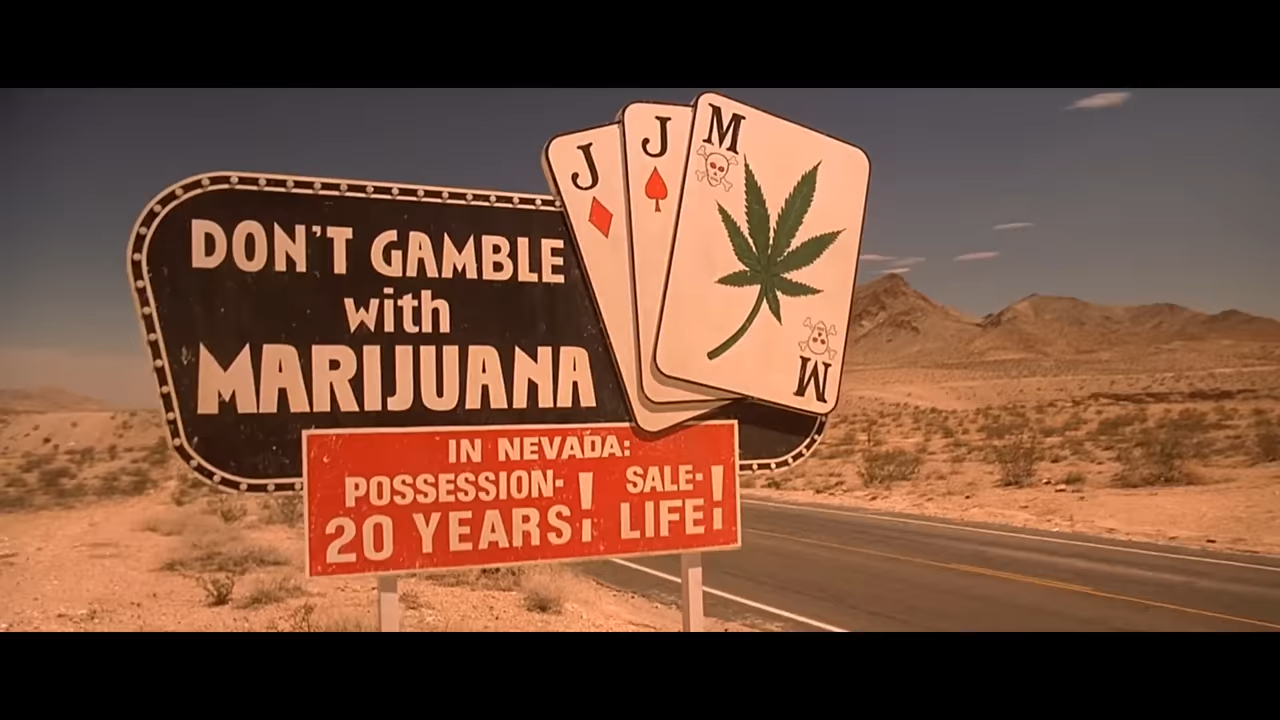 DON'T GAMBLE
with
MARIJUANA
J
J
M
M
IN NEVADA:
POSSESSION-
20 YEARS!
SALE-
LIFE!